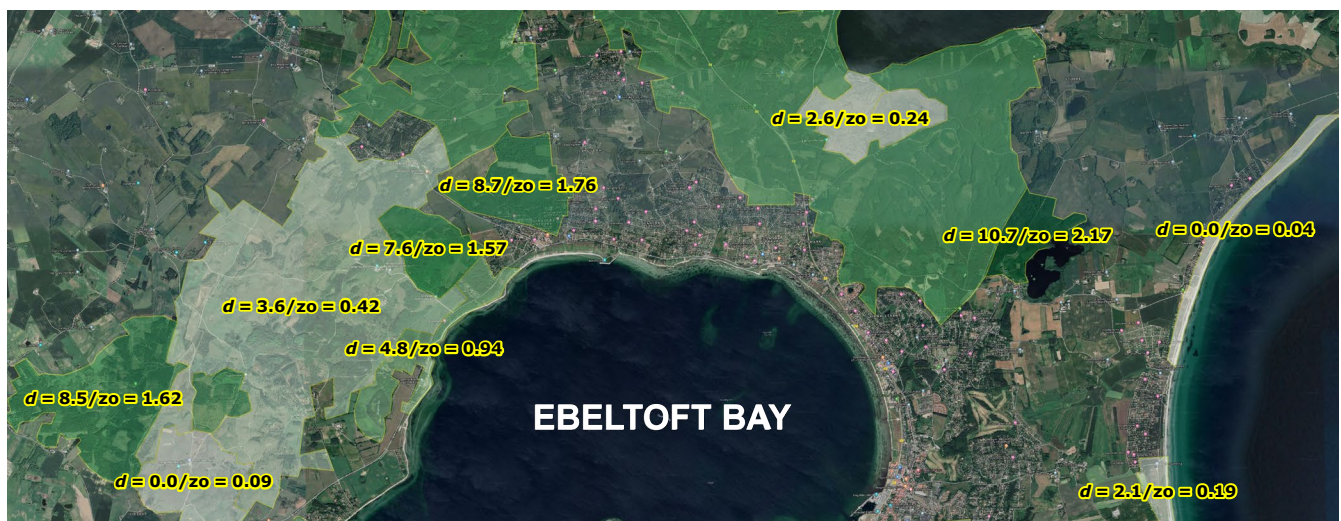 d = 2.6/zo = 0.24
d = 8.7/zo = 1.76
d = 10.7/zo = 2.17
d = 0.0/zo = 0.04
d = 7.6/zo = 1.57
d = 3.6/zo = 0.42
d = 4.8/zo = 0.94
d = 8.5/zo = 1.62
EBELTOFT BAY
d = 0.0/zo = 0.09
d = 2.1/zo = 0.19